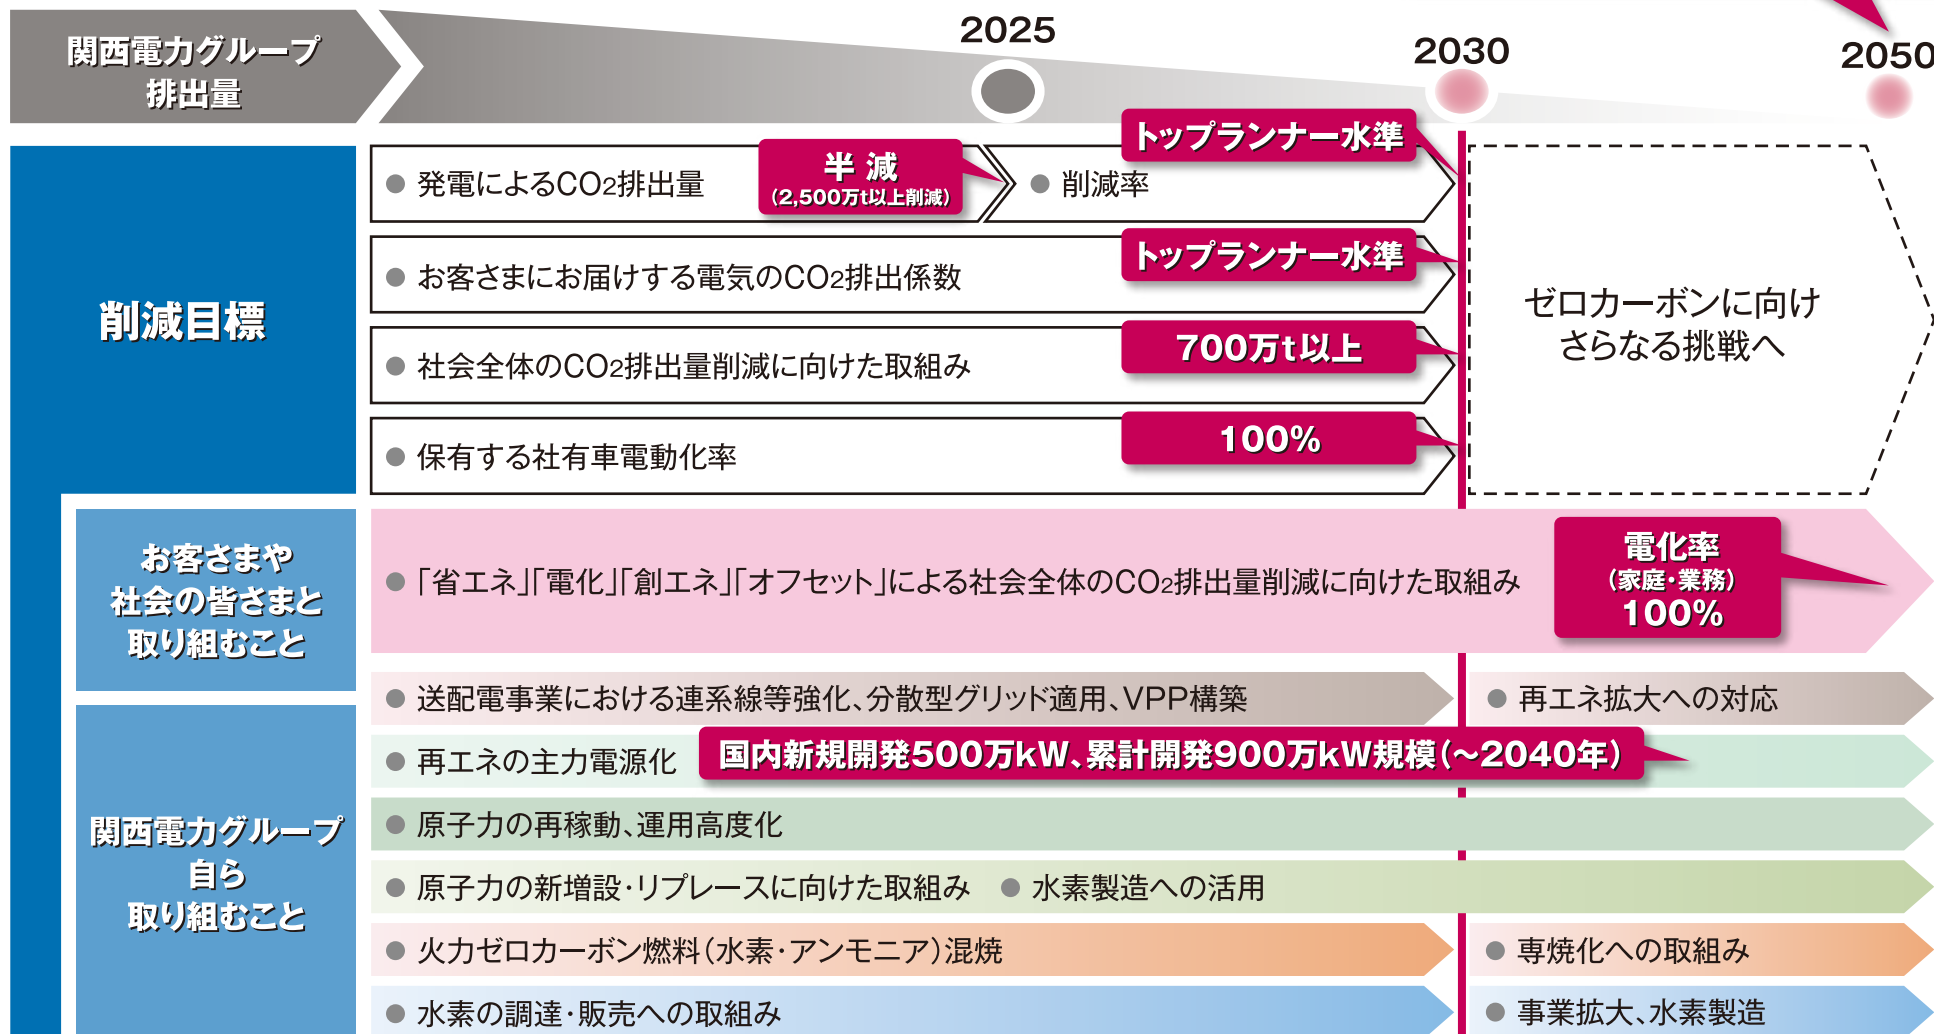 関西電力グループ
排出量
2025
2030
2050
削減目標
● 発電によるCO2排出量
半 減
(2,500万t以上削減)
● 削減率
トップランナー水準
● お客さまにお届けする電気のCO2排出係数
トップランナー水準
● 社会全体のCO2排出量削減に向けた取組み
700万t以上
● 保有する社有車電動化率
100%
ゼロカーボンに向け
さらなる挑戦へ
お客さまや
社会の皆さまと
取り組むこと
● 「省エネ」「電化」「創エネ」「オフセット」による社会全体のCO2排出量削減に向けた取組み
電化率
(家庭・業務)
100%
関西電力グループ
自ら
取り組むこと
● 送配電事業における連系線等強化、分散型グリッド適用、VPP構築
● 再エネ拡大への対応
● 再エネの主力電源化
国内新規開発500万kW、累計開発900万kW規模(～2040年)
● 原子力の再稼動、運用高度化
● 原子力の新増設・リプレースに向けた取組み
● 水素製造への活用
● 火力ゼロカーボン燃料(水素・アンモニア)混焼
● 専焼化への取組み
● 水素の調達・販売への取組み
● 事業拡大、水素製造